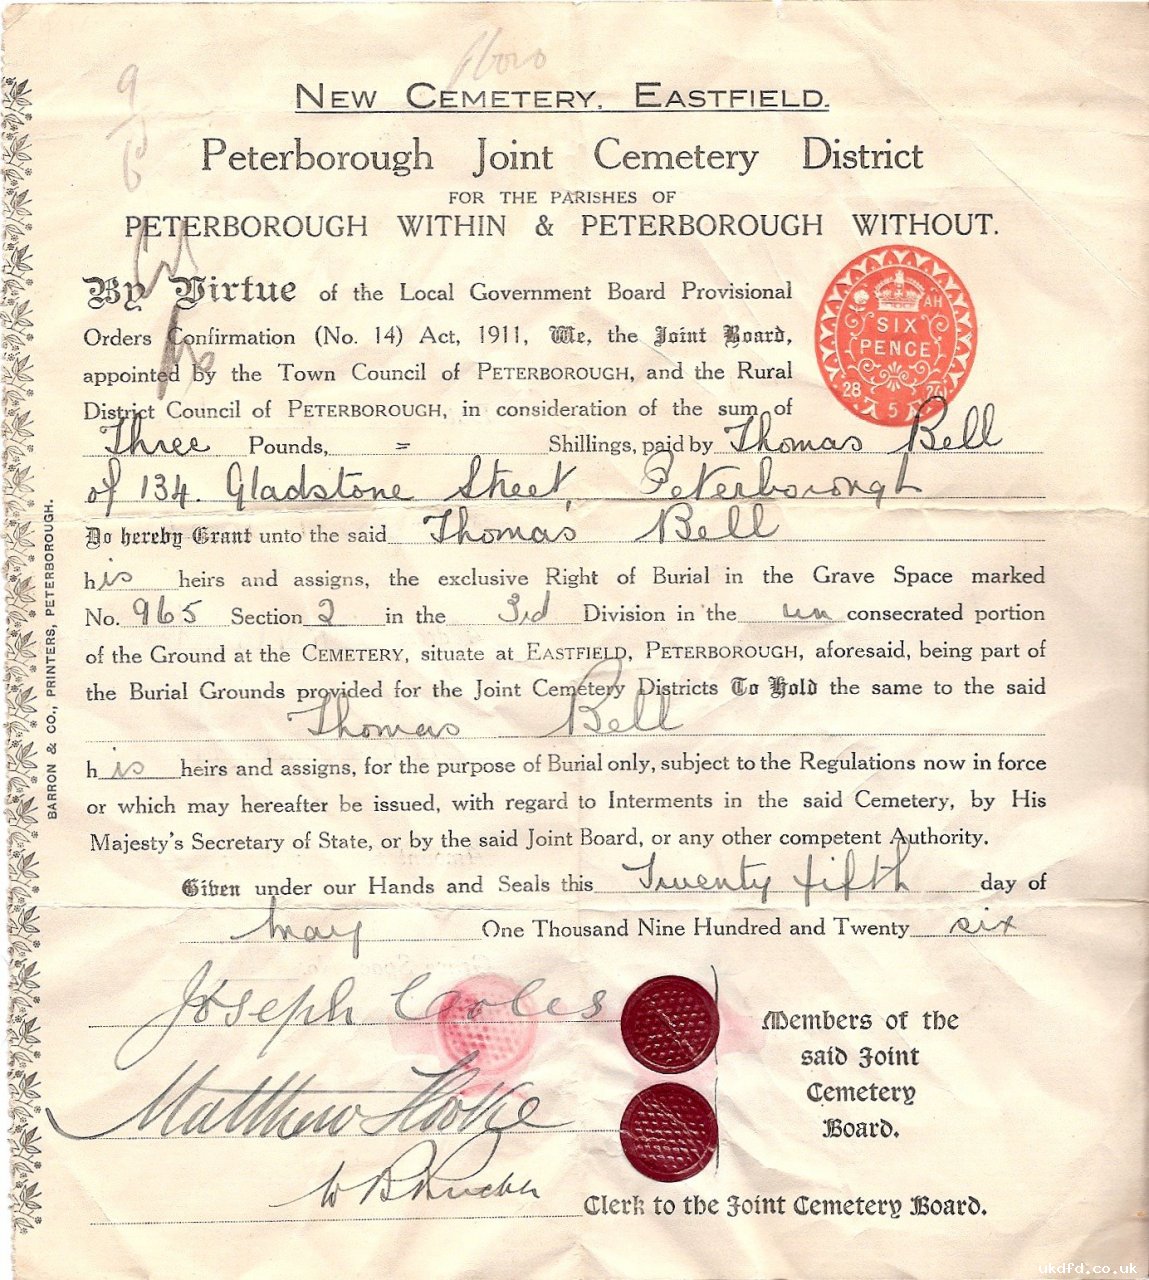 9/6
NEW CEMETERY, EASTFIELD.
Peterborough Joint Cemetery District
FOR THE PARISHES OF
PETERBOROUGH WITHIN & PETERBOROUGH WITHOUT.
By Virtue of the Local Government Board Provisional
Orders Confirmation (No. 14) Act, 1911, We, the Joint Board,
appointed by the Town Council of PETERBOROUGH, and the Rural
District Council of PETERBOROUGH, in consideration of the sum of
AH
SIX
PENCE
28 5 24
Three Pounds, = Shillings, paid by Thomas Bell
of 134. Gladstone Street, Peterborough
Do hereby Grant unto the said Thomas Bell
his heirs and assigns, the exclusive Right of Burial in the Grave Space marked
No. 965 Section 2 in the 3rd Division in the un consecrated portion
of the Ground at the CEMETERY, situate at EASTFIELD, PETERBOROUGH, aforesaid, being part of
the Burial Grounds provided for the Joint Cemetery Districts To Hold the same to the said
Thomas Bell
his heirs and assigns, for the purpose of Burial only, subject to the Regulations now in force
or which may hereafter be issued, with regard to Interments in the said Cemetery, by His
Majesty's Secretary of State, or by the said Joint Board, or any other competent Authority.
Given under our Hands and Seals this Twenty fifth day of
May One Thousand Nine Hundred and Twenty six
Joseph Coles
Matthew
Members of the
said Joint
Cemetery
Board.
Clerk to the Joint Cemetery Board.
BARRON & CO., PRINTERS, PETERBOROUGH.
ukdfd.co.uk